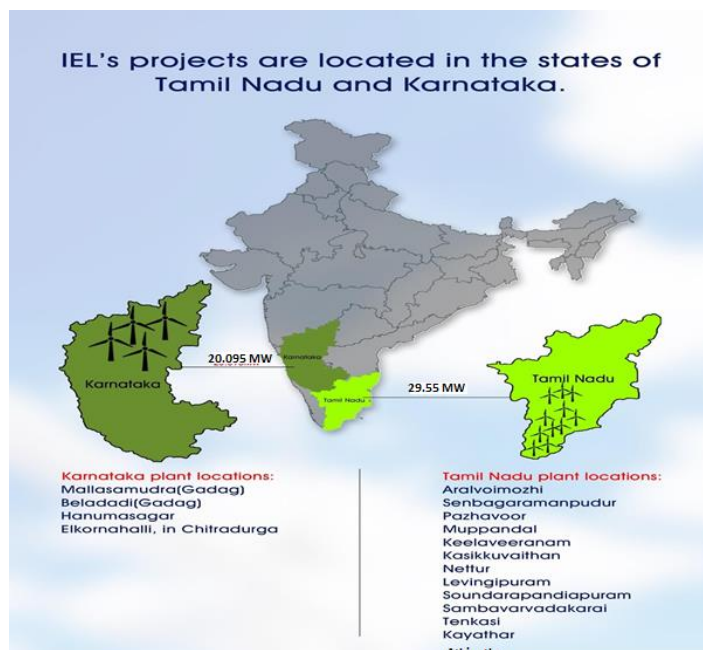 IEL's projects are located in the states of
Tamil Nadu and Karnataka.
20.095 MW
Karnataka
Karnataka
29.55 MW
Tamil Nadu
Tamil Nadu
Karnataka plant locations:
Mallasamudra(Gadag)
Beladadi(Gadag)
Hanumasagar
Elkornahalli, in Chitradurga
Tamil Nadu plant locations:
Aralvoimozhi
Senbagaramanpudur
Pazhavoor
Muppandal
Keelaveeranam
Kasikkuvaithan
Nettur
Levingipuram
Soundarapandiapuram
Sambavarvadakarai
Tenkasi
Kayathar